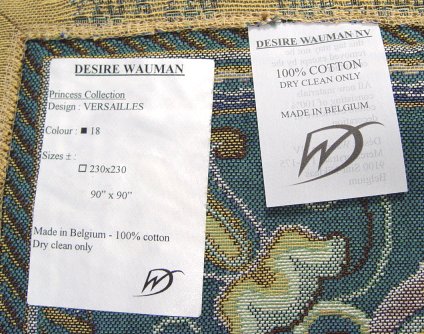 DESIRE WAUMAN
Princess Collection
Design : VERSAILLES
Colour : ■ 18
Sizes ± :
□ 230x230
90" x 90"
Made in Belgium - 100% cotton
Dry clean only
DESIRE WAUMAN NV
100% COTTON
DRY CLEAN ONLY
MADE IN BELGIUM